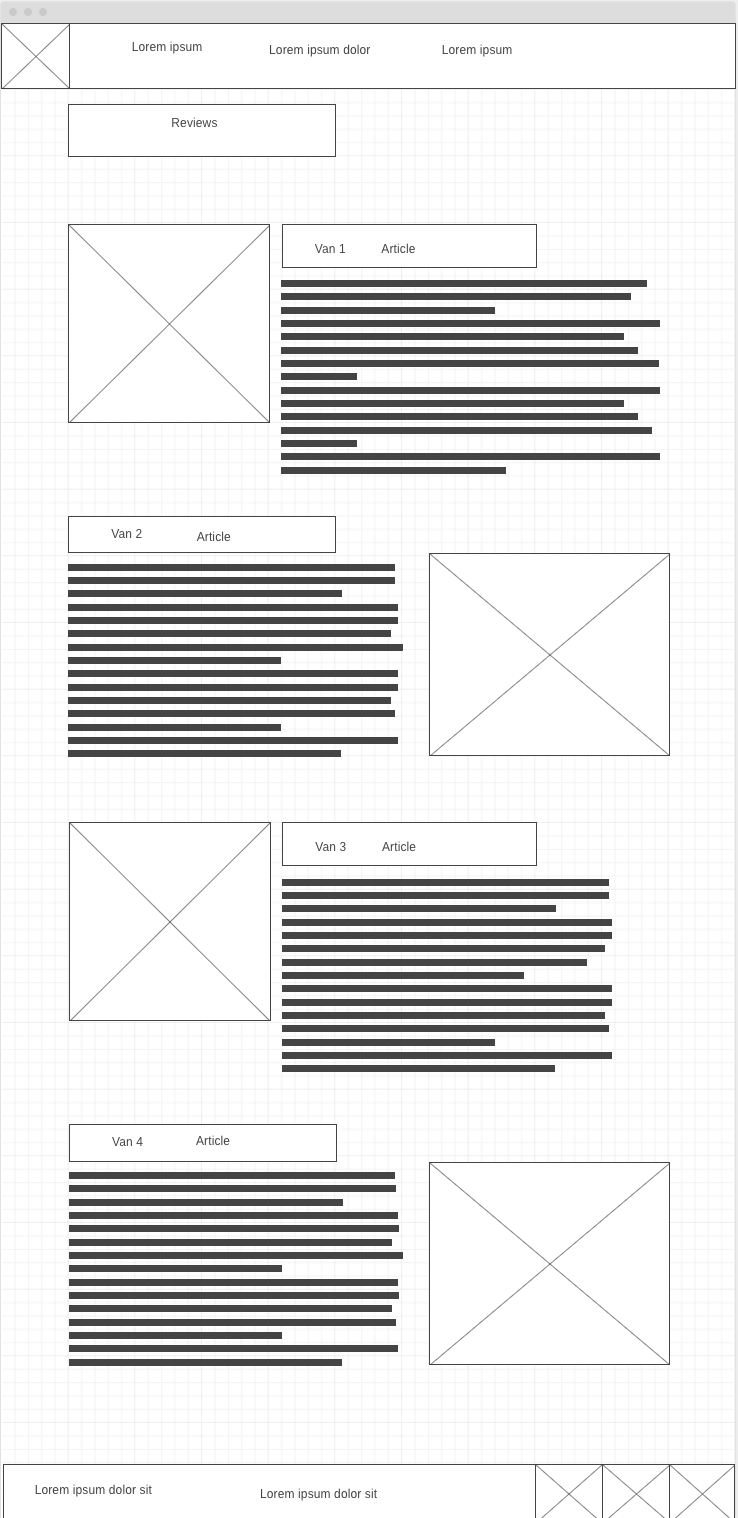 Lorem ipsum
Lorem ipsum dolor
Lorem ipsum
Reviews
Van 1 Article
Van 2 Article
Van 3 Article
Van 4 Article
Lorem ipsum dolor sit
Lorem ipsum dolor sit